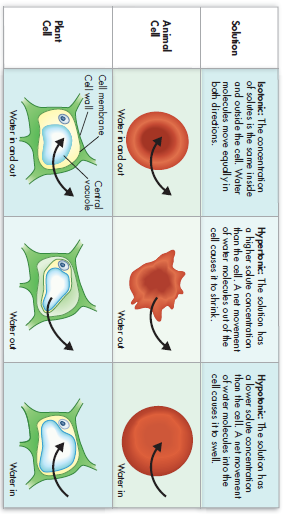 Solution
Isotonic: The concentration
of solutes is the same inside
and outside the cell. Water
molecules move equally in
both directions.
Hypertonic: The solution has
a higher solute concentration
than the cell. A net movement
of water molecules out of the
cell causes it to shrink.
Hypotonic: The solution has
a lower solute concentration
than the cell. A net movement
of water molecules into the
cell causes it to swell.
Animal
Cell
Water in and out
Water out
Water in
Plant
Cell
Cell membrane
Cell wall
Central
vacuole
Water in and out
Water out
Water in